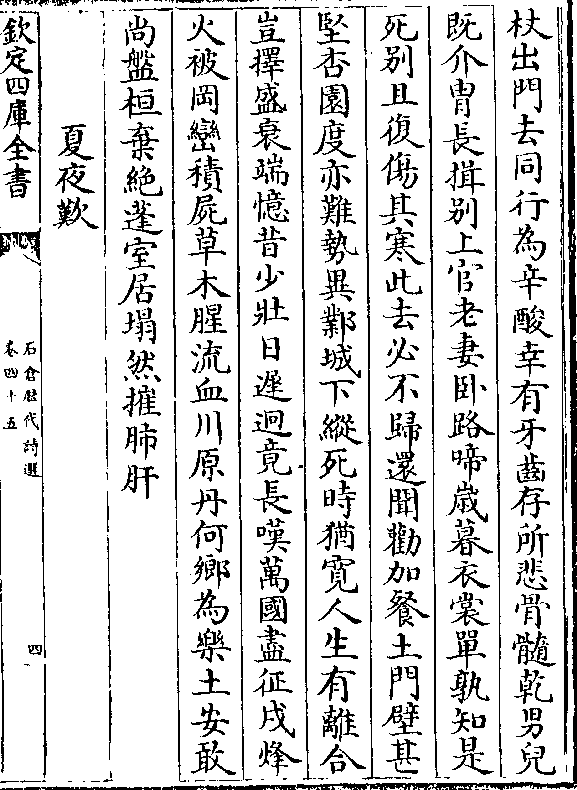 杖出門去同行為辛酸幸有牙齒存所悲骨髓乾男兒
既介胄長揖别上官老妻卧路啼歲暮衣裳單孰知是
死别且復傷其寒此去必不歸還聞勸加餐土門壁甚
堅杏園度亦難勢異鄴城下縱死時猶寛人生有離合
豈擇盛衰端憶昔少壯日遲迴竟長嘆萬國盡征戍烽
火被岡巒積屍草木腥流血川原丹何鄉為樂土安敢
尚盤桓棄絶蓬室居塌然摧肺肝
夏夜歎
欽定四庫全書
石倉歷代詩選
卷四十五
四